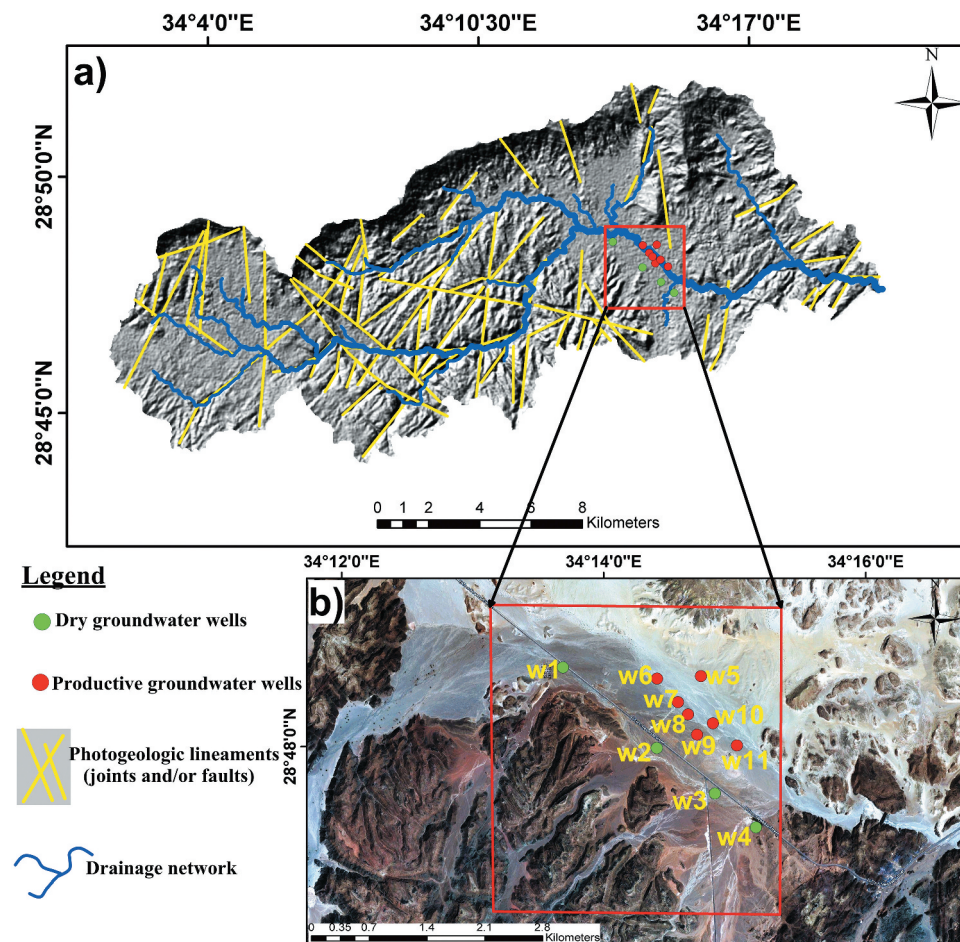 34°4'0"E
34°10'30"E
34°17'0"E
a)
N
28°50'0"N
28°45'0"N
0 1 2 4 6 8
Kilometers
34°12'0"E
34°14'0"E
34°16'0"E
Legend
Dry groundwater wells
Productive groundwater wells
Photogeologic lineaments
(joints and/or faults)
Drainage network
b)
N
28°48'0"N
w1
w6
w5
w7
w8
w10
w9
w11
w2
w3
w4
0 0.35 0.7 1.4 2.1 2.8
Kilometers